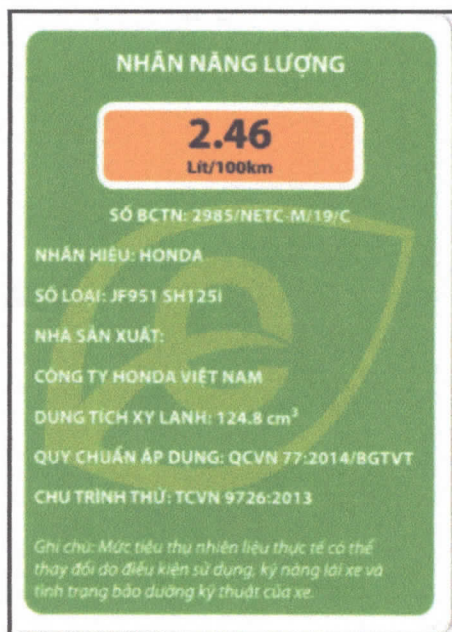 NHÃN NĂNG LƯỢNG
2.46
Lít/100km
SỐ BCTN: 2985/NETC-M/19/C
NHÃN HIỆU: HONDA
SỐ LOẠI: JF951 SH125I
NHÀ SẢN XUẤT:
CÔNG TY HONDA VIỆT NAM
DUNG TÍCH XY LANH: 124.8 cm³
QUY CHUẨN ÁP DỤNG: QCVN 77:2014/BGTVT
CHU TRÌNH THỬ: TCVN 9726:2013
Ghi chú: Mức tiêu thụ nhiên liệu thực tế có thể
thay đổi do điều kiện sử dụng, kỹ năng lái xe và
tình trạng bảo dưỡng kỹ thuật của xe.